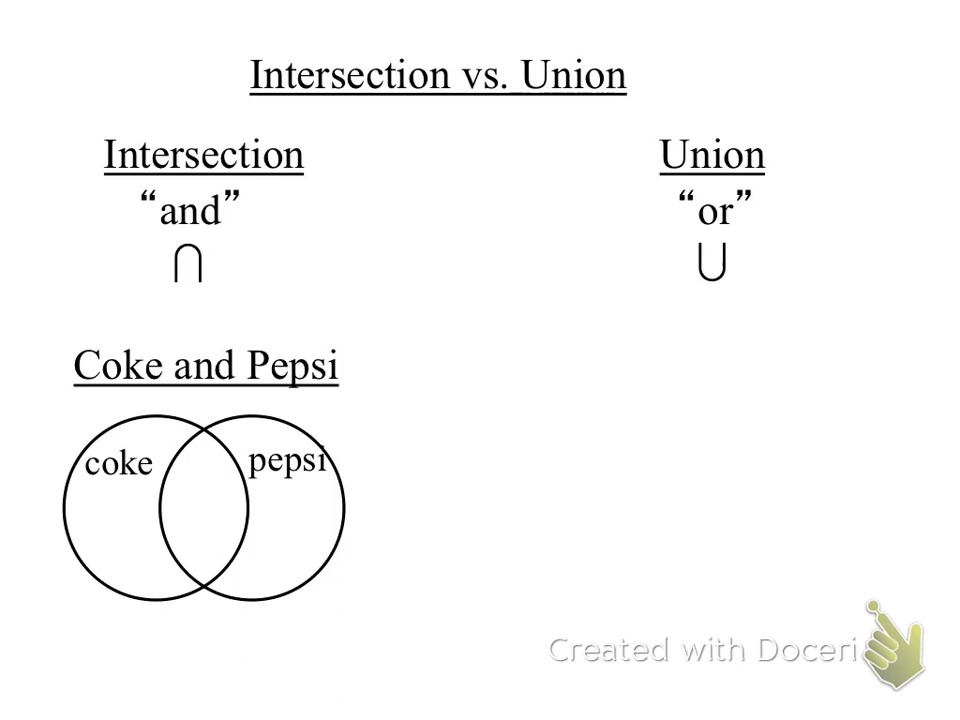 Intersection vs. Union
Intersection
“and”
∩
Union
“or”
∪
Coke and Pepsi
coke
pepsi
Created with Doceri